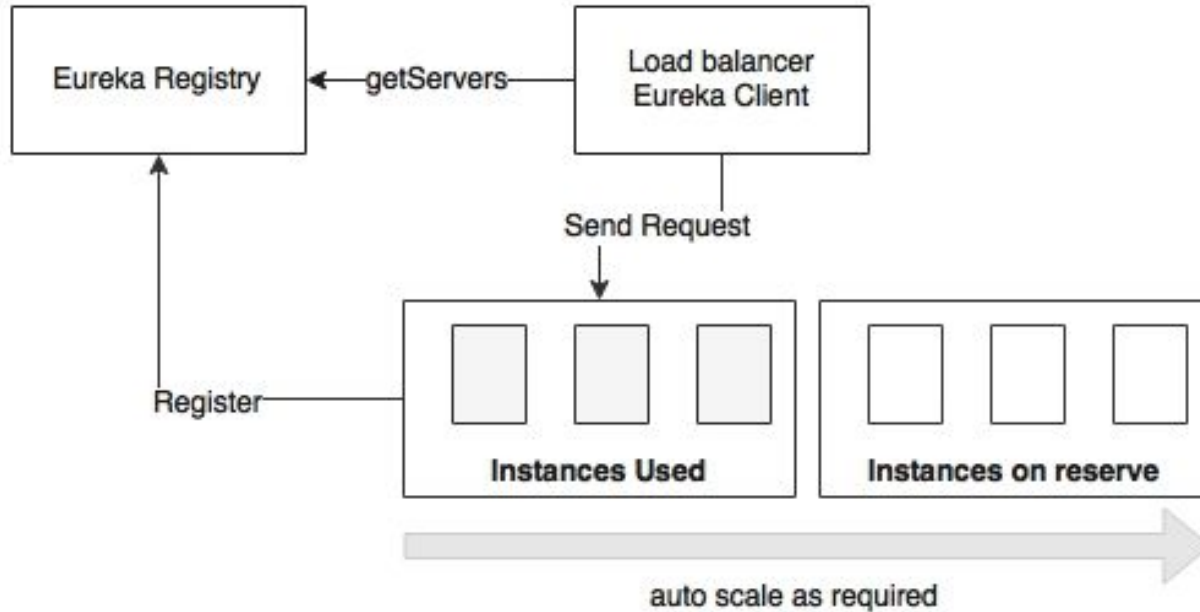 Eureka Registry
getServers
Load balancer
Eureka Client
Send Request
Register
Instances Used
Instances on reserve
auto scale as required